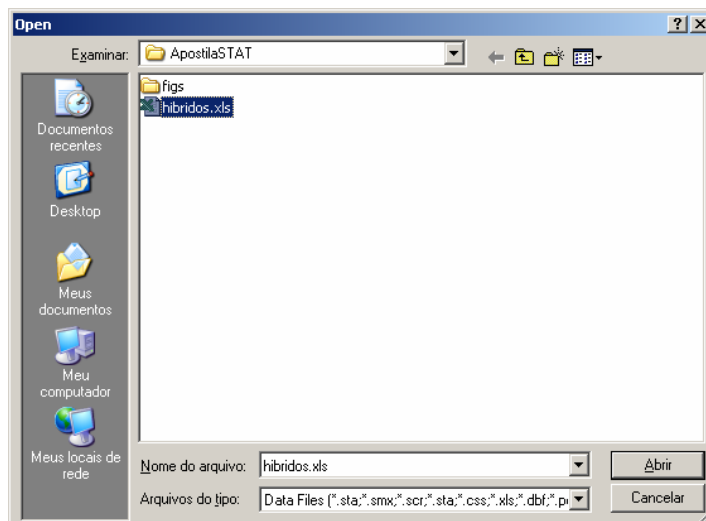 Open
Examinar:
ApostilaSTAT
figs
hibridos.xls
Documentos
recentes
Desktop
Meus
documentos
Meu
computador
Meus locais de
rede
Nome do arquivo:
hibridos.xls
Abrir
Arquivos do tipo:
Data Files (*.sta;*.smx;*.scr;*.sta;*.css;*.xls;*.dbf;*.p
Cancelar